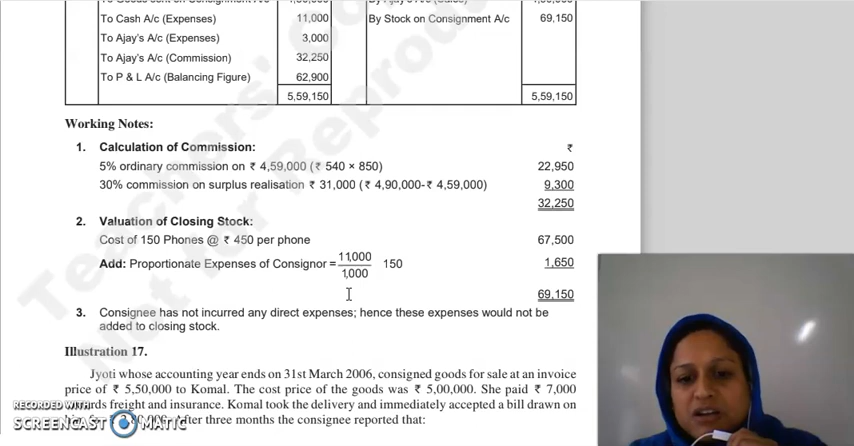 To Cash A/c (Expenses) 11,000 By Stock on Consignment A/c 69,150
To Ajay's A/c (Expenses) 3,000
To Ajay's A/c (Commission) 32,250
To P & L A/c (Balancing Figure) 62,900
5,59,150 5,59,150
Working Notes:
1. Calculation of Commission: ₹
5% ordinary commission on ₹ 4,59,000 (₹ 540 × 850) 22,950
30% commission on surplus realisation ₹ 31,000 (₹ 4,90,000-₹ 4,59,000) 9,300
32,250
2. Valuation of Closing Stock:
Cost of 150 Phones @ ₹ 450 per phone 67,500
Add: Proportionate Expenses of Consignor = 11,000 / 1,000 150 1,650
69,150
3. Consignee has not incurred any direct expenses; hence these expenses would not be
added to closing stock.
Illustration 17.
Jyoti whose accounting year ends on 31st March 2006, consigned goods for sale at an invoice
price of ₹ 5,50,000 to Komal. The cost price of the goods was ₹ 5,00,000. She paid ₹ 7,000
freight and insurance. Komal took the delivery and immediately accepted a bill drawn on
After three months the consignee reported that:
RECORDED WITH
SCREENCAST MATIC
Teachers'
Not for